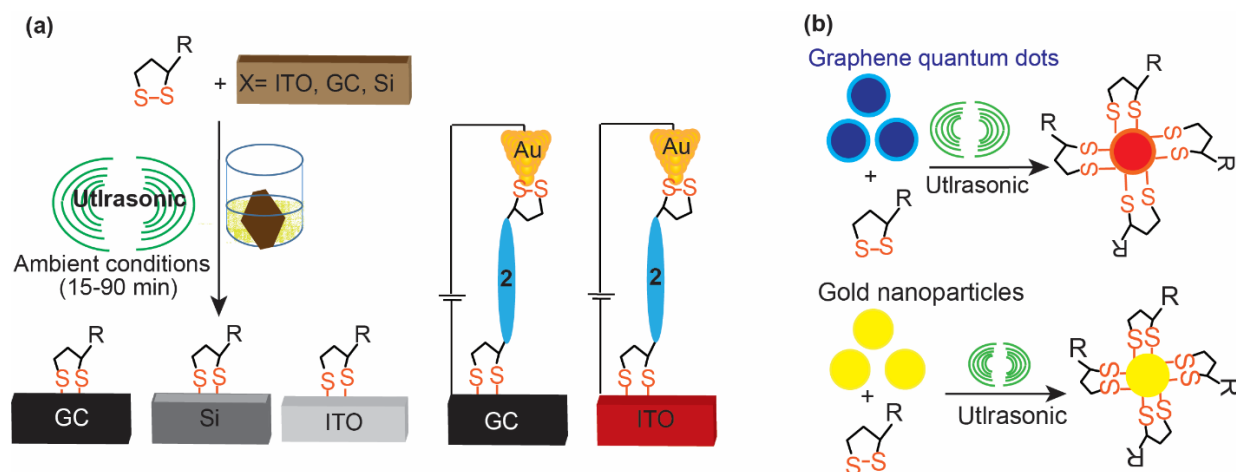 (a)
R
S-S
+
X= ITO, GC, Si
Utlrasonic
Ambient conditions
(15-90 min)
R
S
S
GC
R
S
S
Si
R
S
S
ITO
Au
S-S
2
S
S
GC
Au
S-S
2
S
S
ITO
(b)
Graphene quantum dots
+
R
S-S
Utlrasonic
R
S
S
R
S
S
S
S
R
S
S
R
Gold nanoparticles
+
R
S-S
Utlrasonic
R
S
S
R
S
S
S
S
R
S
S
R